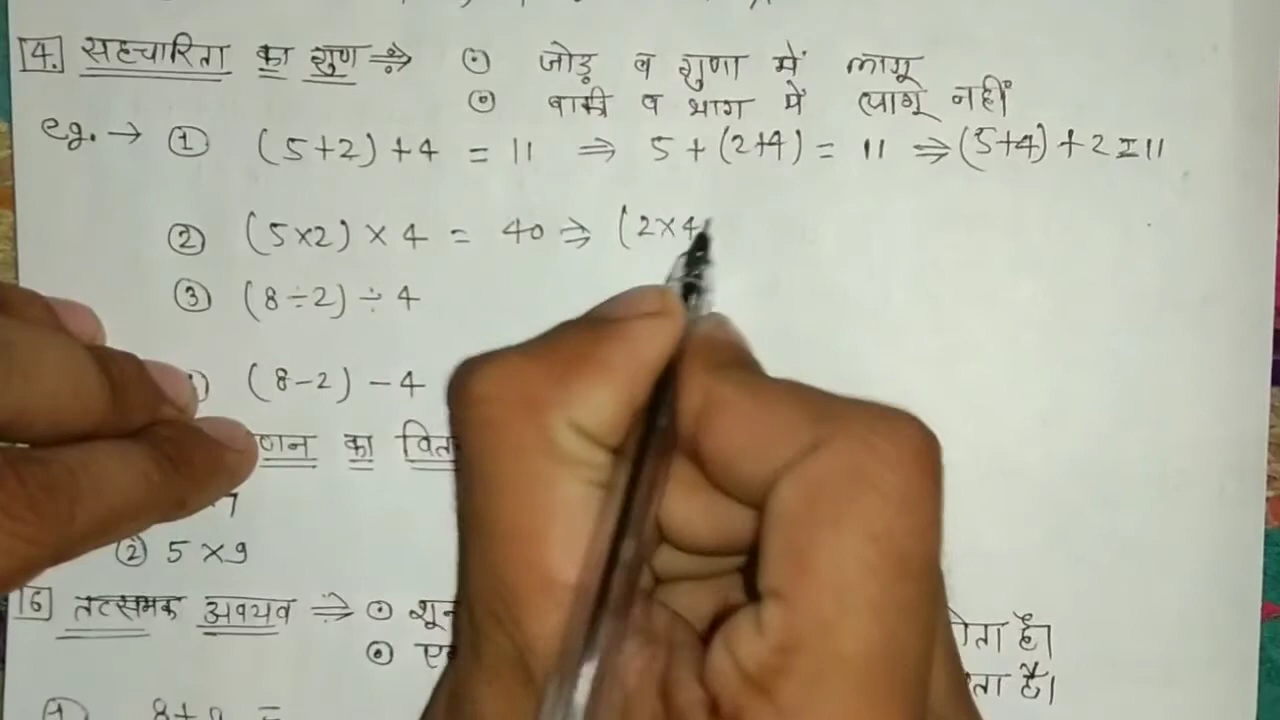 4. सहचारिता का गुण ⇒ ⊙ जोड़ व गुणा में लागू
⊙ बाकी व भाग में लागू नहीं
eg. → ① (5+2)+4 = 11 ⇒ 5+(2+4) = 11 ⇒ (5+4)+2=11
② (5×2)×4 = 40 ⇒ (2×4
③ (8÷2)÷4
(8-2)-4
का
② 5×9
6 तत्समक अवयव ⇒ ⊙
⊙
8+